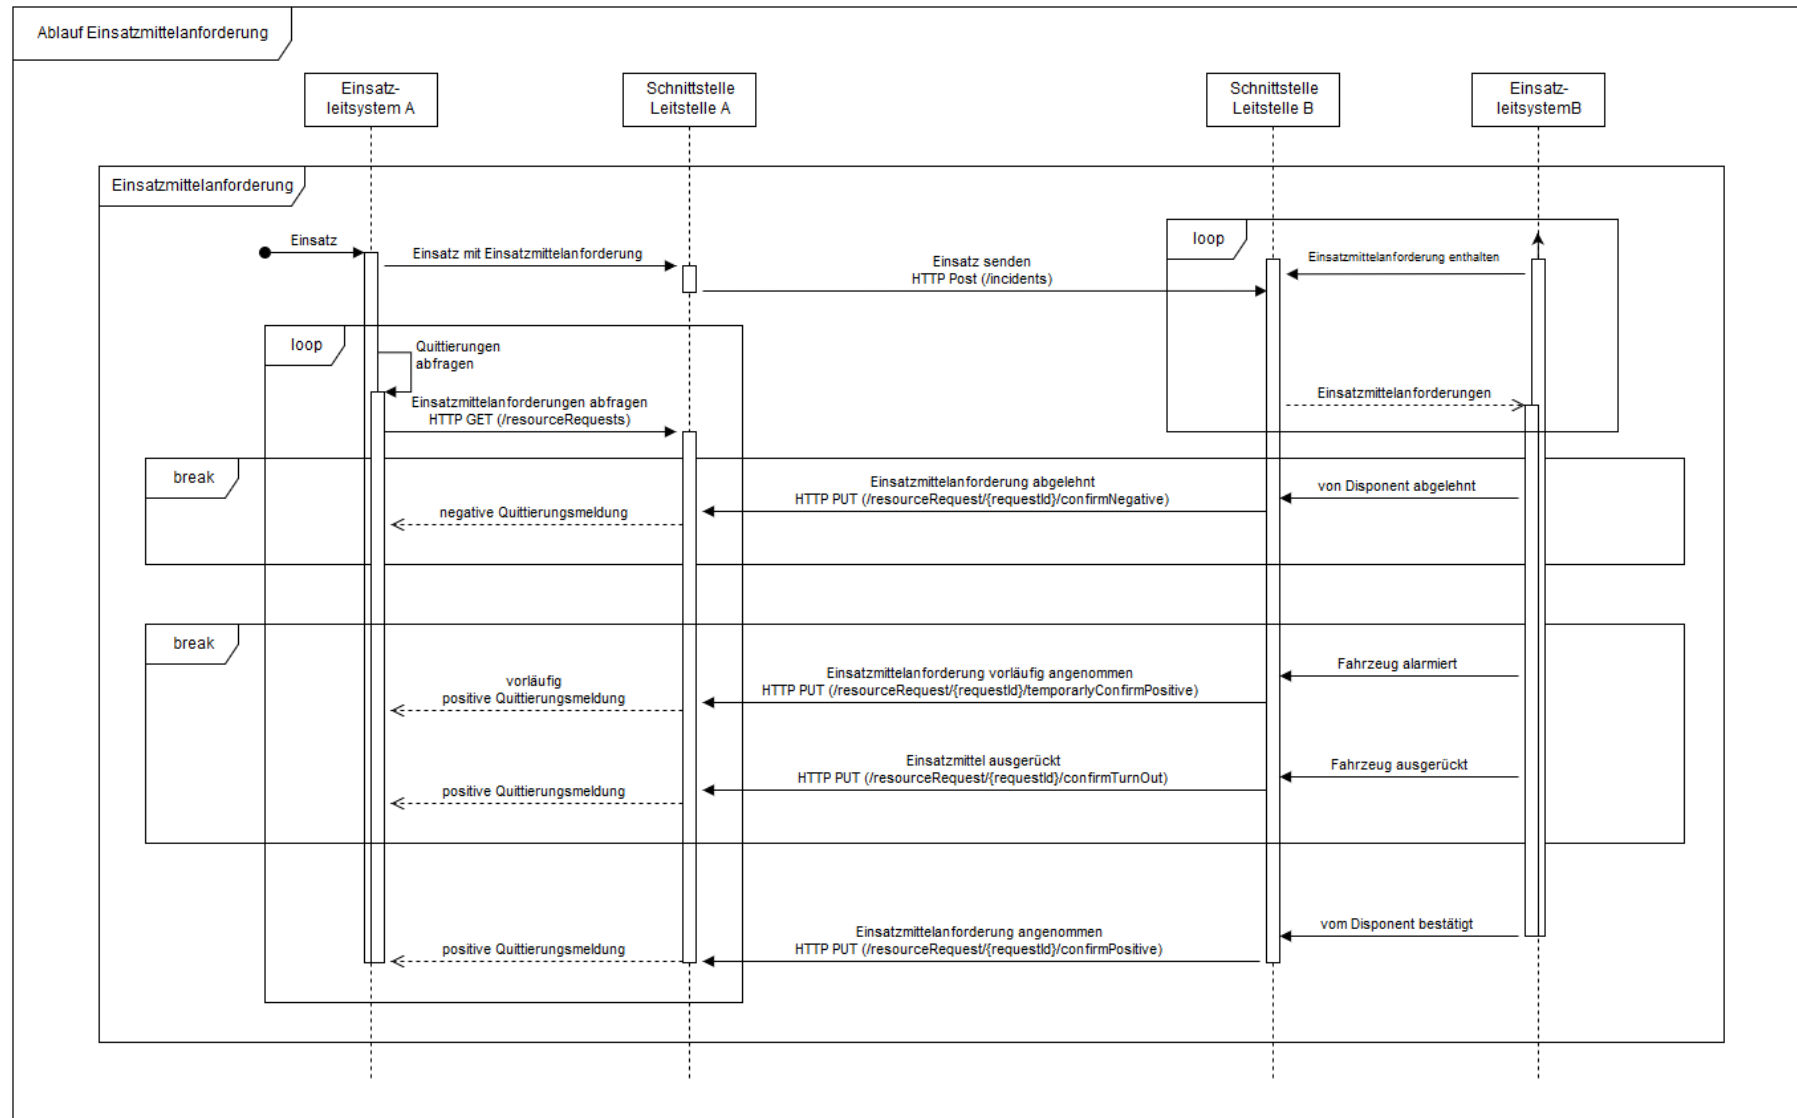 Ablauf Einsatzmittelanforderung
Einsatz-
leitsystem A
Schnittstelle
Leitstelle A
Schnittstelle
Leitstelle B
Einsatz-
leitsystemB
Einsatzmittelanforderung
Einsatz
Einsatz mit Einsatzmittelanforderung
Einsatz senden
HTTP Post (/incidents)
loop
Einsatzmittelanforderung enthalten
loop
Quittierungen
abfragen
Einsatzmittelanforderungen abfragen
HTTP GET (/resourceRequests)
Einsatzmittelanforderungen
break
Einsatzmittelanforderung abgelehnt
HTTP PUT (/resourceRequest/{requestId}/confirmNegative)
von Disponent abgelehnt
negative Quittierungsmeldung
break
Einsatzmittelanforderung vorläufig angenommen
HTTP PUT (/resourceRequest/{requestId}/temporarlyConfirmPositive)
Fahrzeug alarmiert
vorläufig
positive Quittierungsmeldung
Einsatzmittel ausgerückt
HTTP PUT (/resourceRequest/{requestId}/confirmTurnOut)
Fahrzeug ausgerückt
positive Quittierungsmeldung
Einsatzmittelanforderung angenommen
HTTP PUT (/resourceRequest/{requestId}/confirmPositive)
vom Disponent bestätigt
positive Quittierungsmeldung